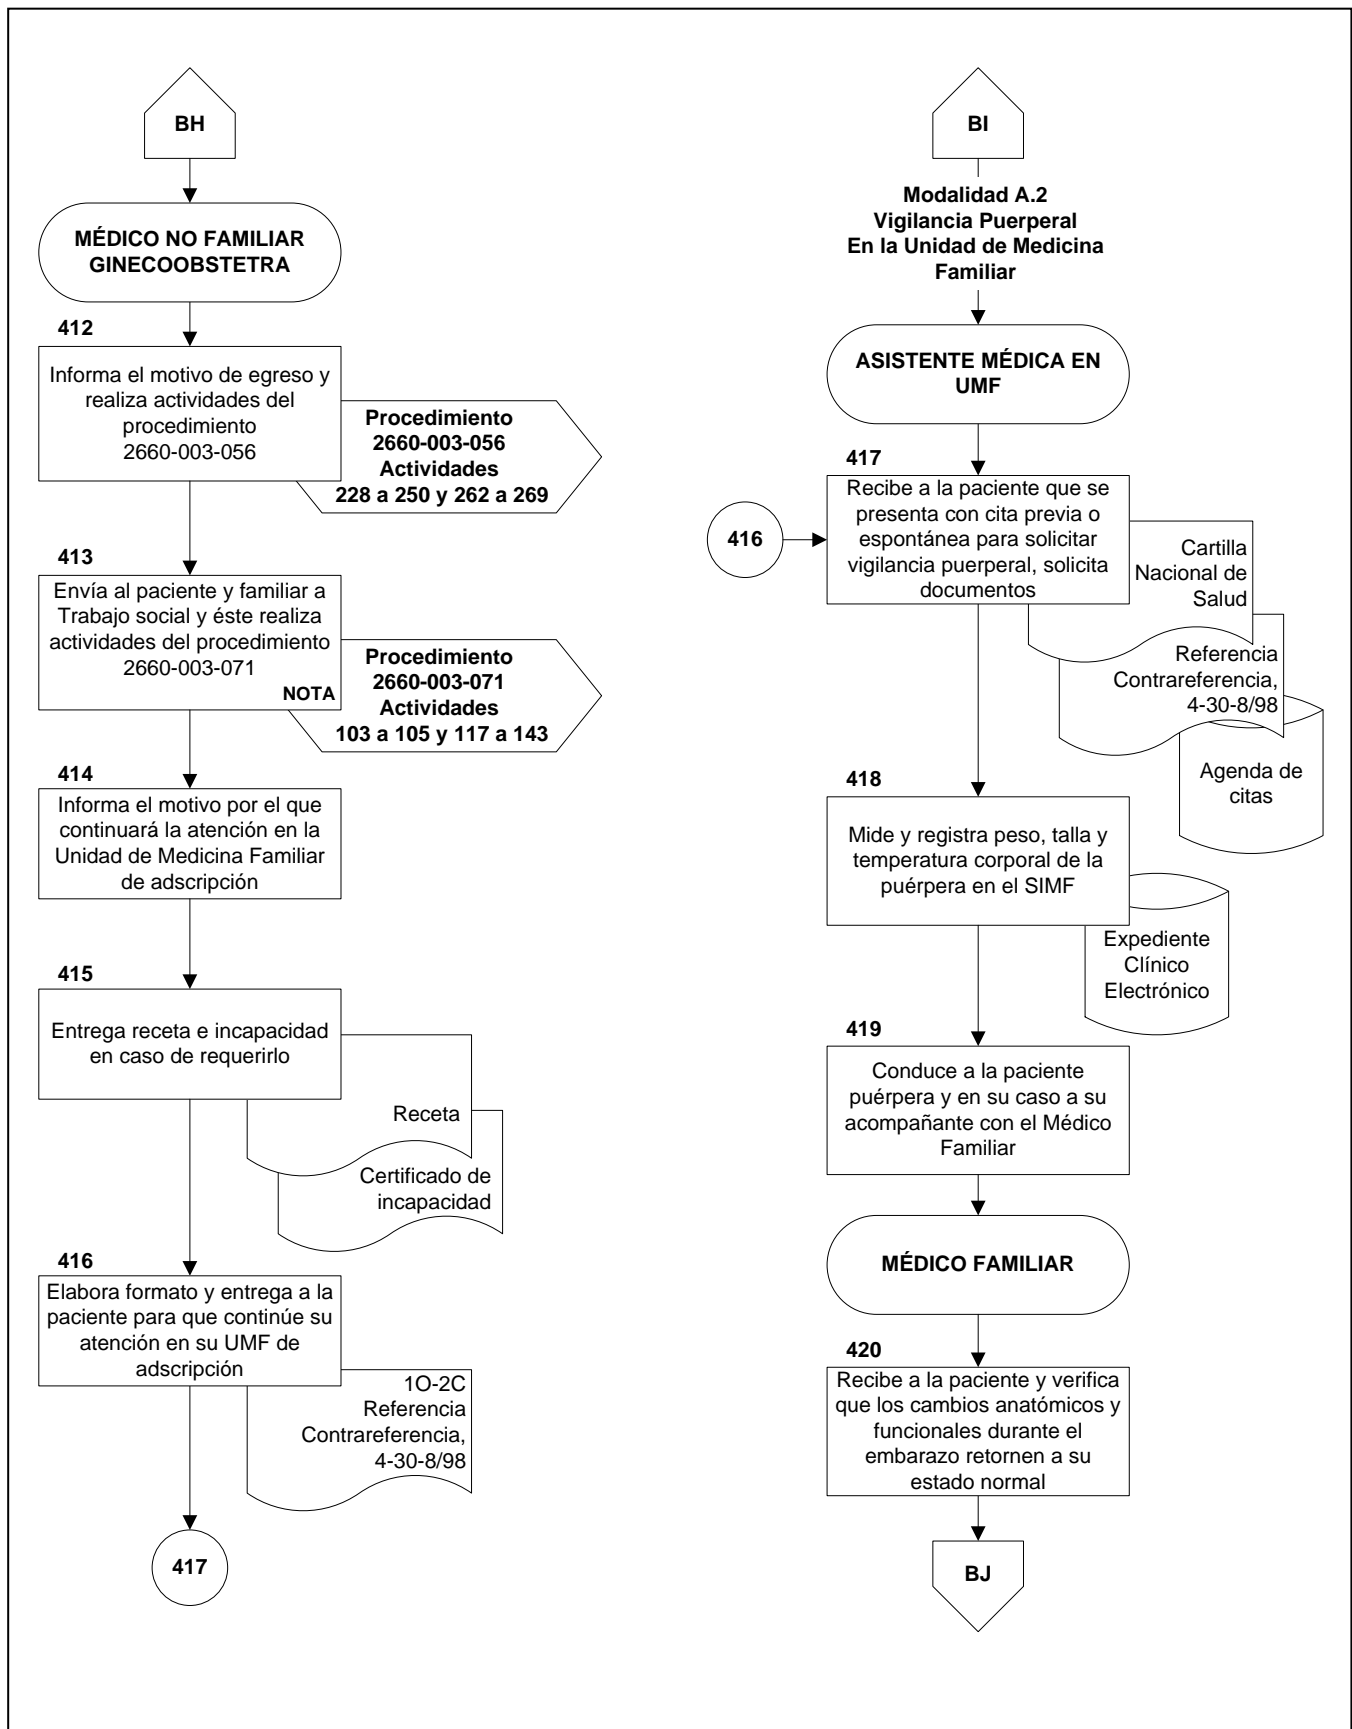 BH
MÉDICO NO FAMILIAR
GINECOOBSTETRA
412
Informa el motivo de egreso y
realiza actividades del
procedimiento
2660-003-056
Procedimiento
2660-003-056
Actividades
228 a 250 y 262 a 269
413
Envía al paciente y familiar a
Trabajo social y éste realiza
actividades del procedimiento
2660-003-071
NOTA
Procedimiento
2660-003-071
Actividades
103 a 105 y 117 a 143
414
Informa el motivo por el que
continuará la atención en la
Unidad de Medicina Familiar
de adscripción
415
Entrega receta e incapacidad
en caso de requerirlo
Receta
Certificado de
incapacidad
416
Elabora formato y entrega a la
paciente para que continúe su
atención en su UMF de
adscripción
1O-2C
Referencia
Contrareferencia,
4-30-8/98
417
BI
Modalidad A.2
Vigilancia Puerperal
En la Unidad de Medicina
Familiar
ASISTENTE MÉDICA EN
UMF
417
416
Recibe a la paciente que se
presenta con cita previa o
espontánea para solicitar
vigilancia puerperal, solicita
documentos
Cartilla
Nacional de
Salud
Referencia
Contrareferencia,
4-30-8/98
Agenda de
citas
418
Mide y registra peso, talla y
temperatura corporal de la
puérpera en el SIMF
Expediente
Clínico
Electrónico
419
Conduce a la paciente
puérpera y en su caso a su
acompañante con el Médico
Familiar
MÉDICO FAMILIAR
420
Recibe a la paciente y verifica
que los cambios anatómicos y
funcionales durante el
embarazo retornen a su
estado normal
BJ